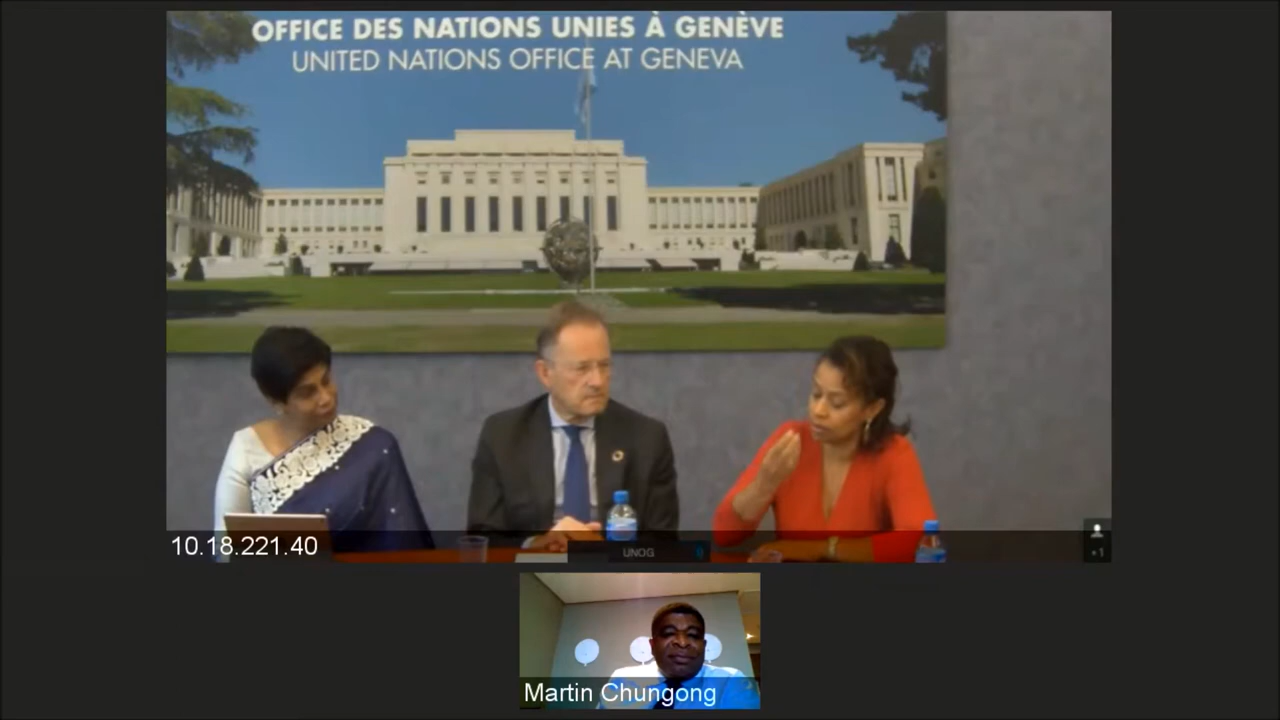 OFFICE DES NATIONS UNIES À GENÈVE
UNITED NATIONS OFFICE AT GENEVA
10.18.221.40
UNOG
+1
Martin Chungong